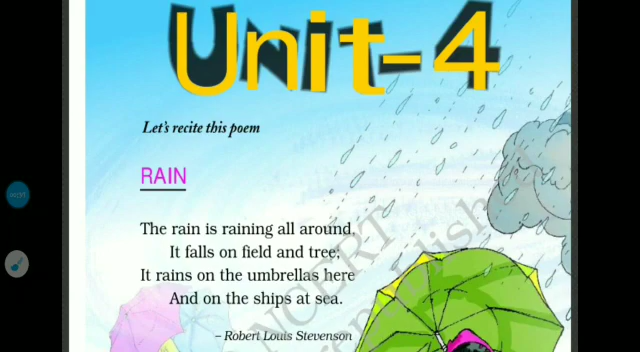 Unit-4
Let's recite this poem
RAIN
The rain is raining all around,
It falls on field and tree;
It rains on the umbrellas here
And on the ships at sea.
– Robert Louis Stevenson
NCERT